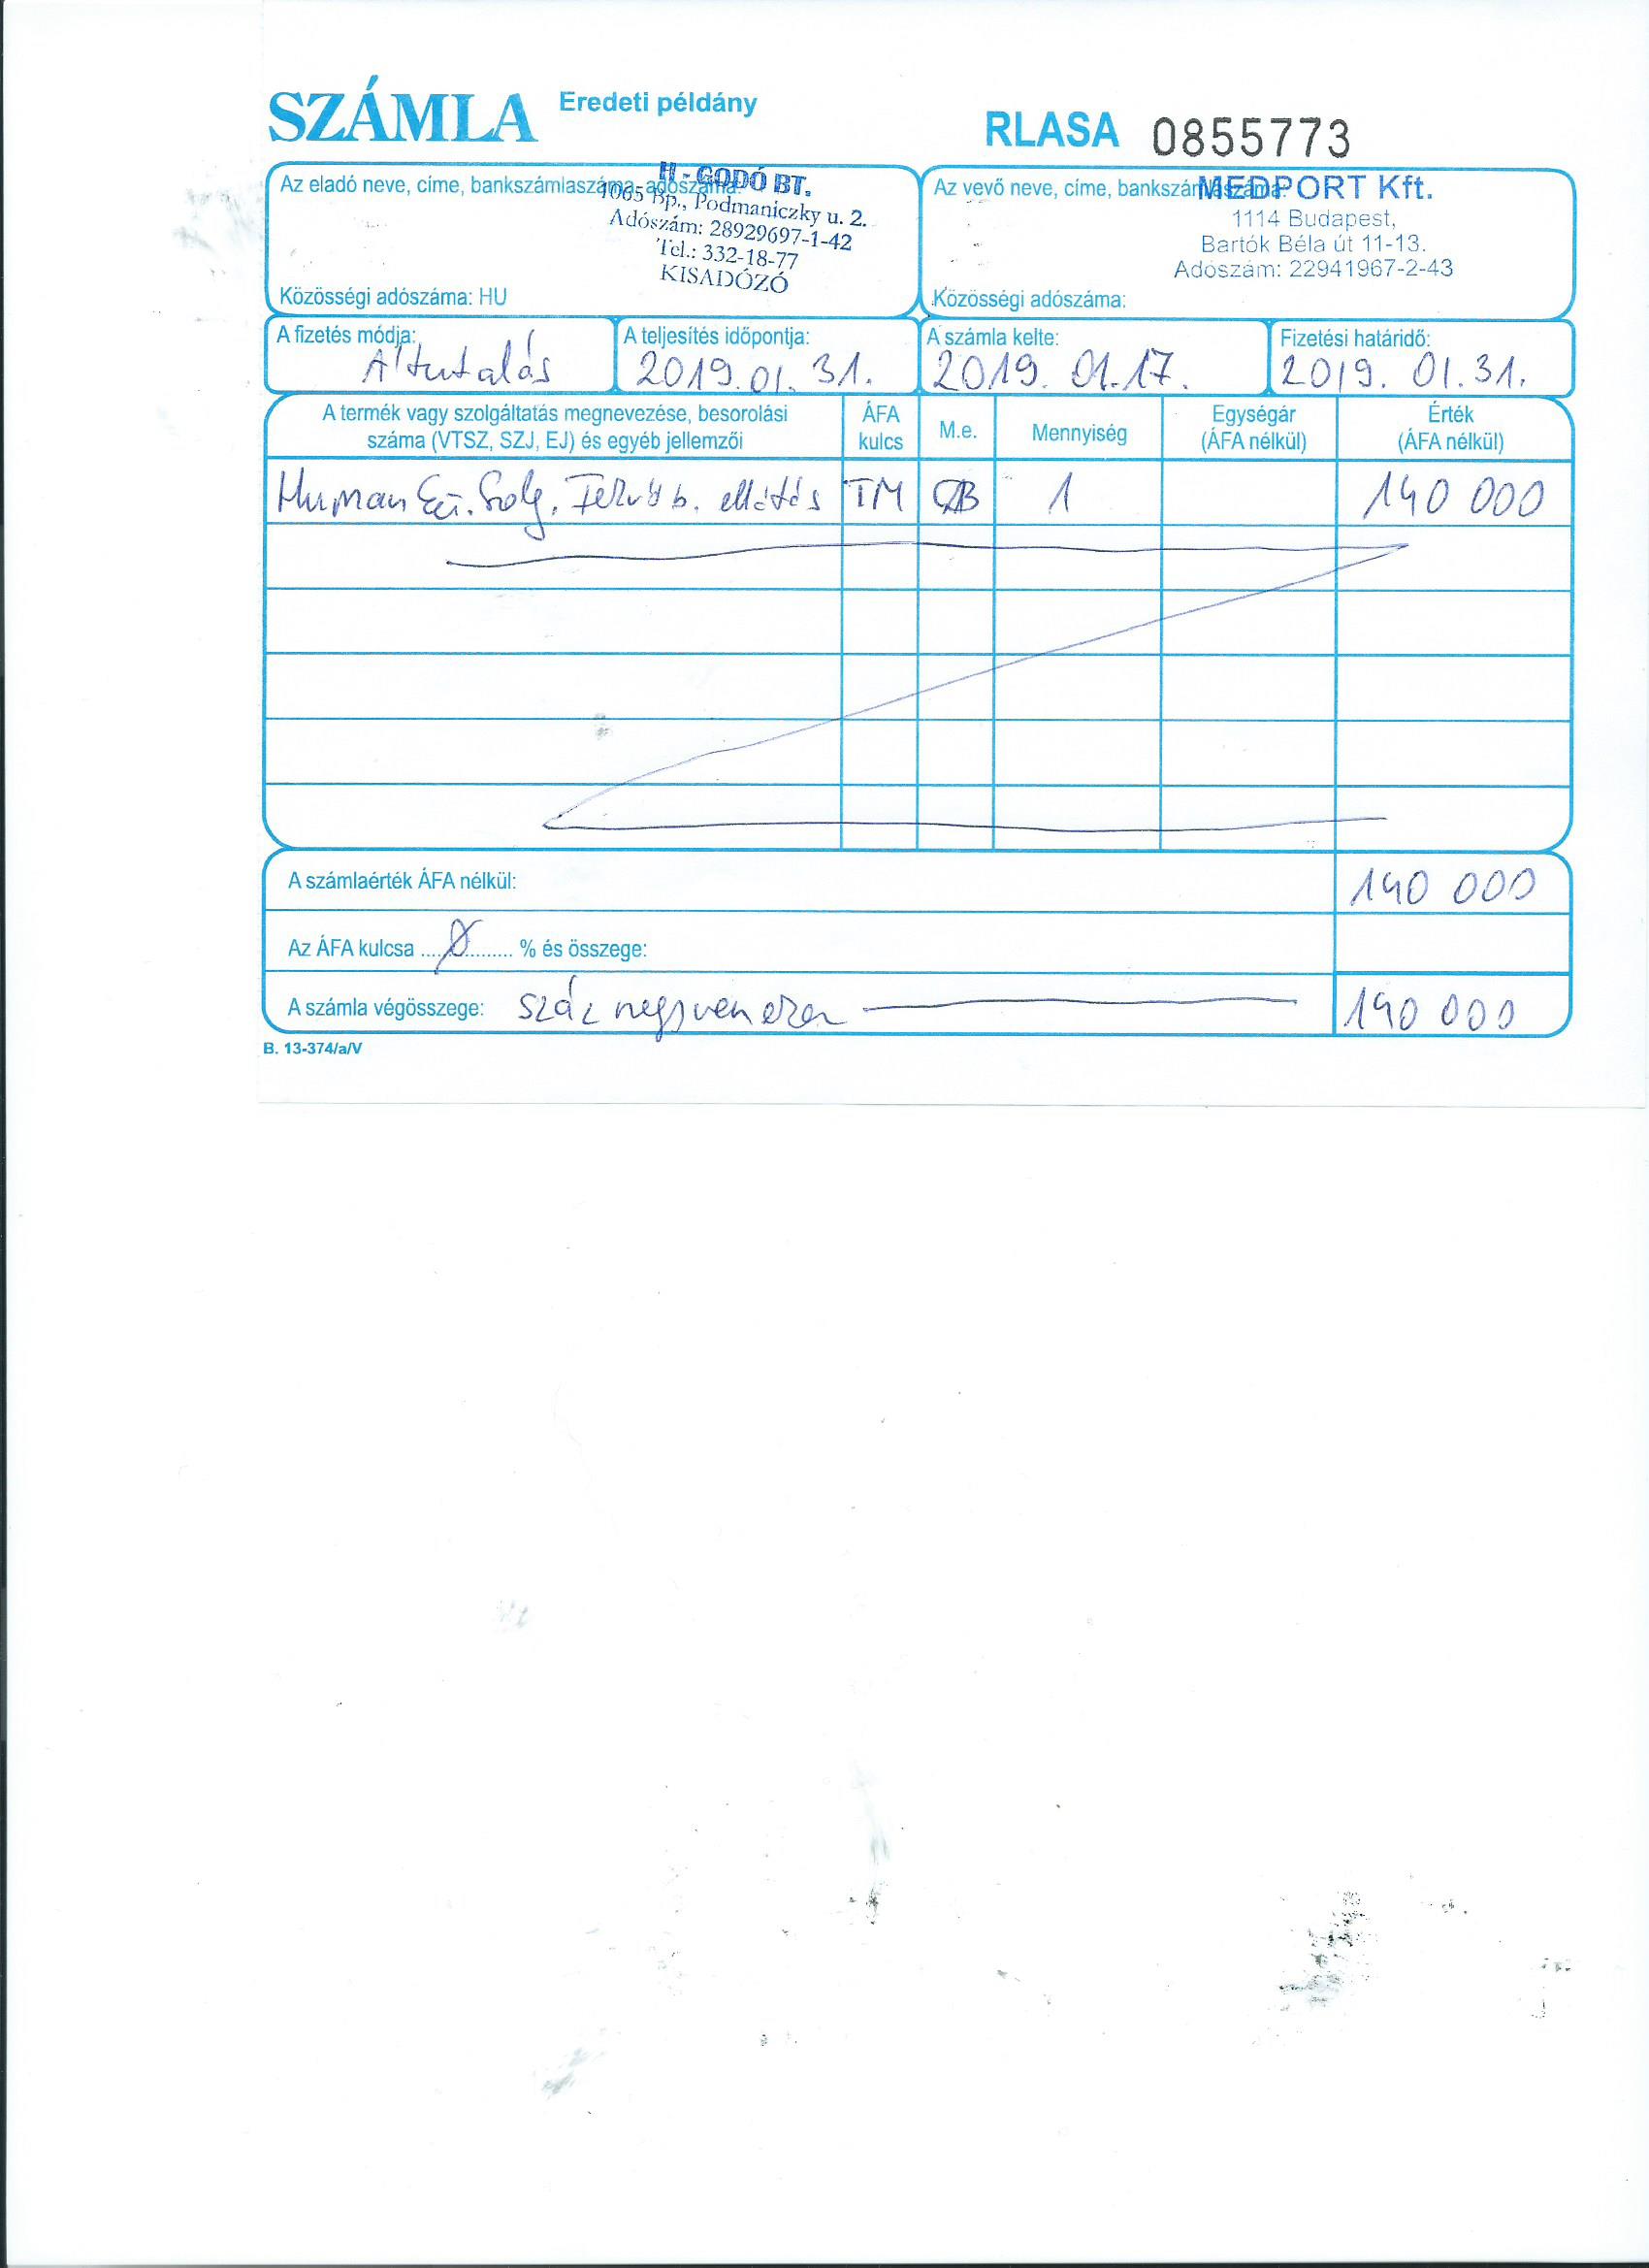 SZÁMLA Eredeti példány
RLASA 0855773
Az eladó neve, címe, bankszámlaszáma, adószáma:
H - GODÓ BT.
1065 Bp., Podmaniczky u. 2.
Adószám: 28929697-1-42
Tel.: 332-18-77
KISADÓZÓ
Közösségi adószáma: HU
Az vevő neve, címe, bankszámlaszáma:
MEDPORT Kft.
1114 Budapest,
Bartók Béla út 11-13.
Adószám: 22941967-2-43
Közösségi adószáma:
A fizetés módja: A teljesítés időpontja: A számla kelte: Fizetési határidő:
Átutalás 2019.01.31. 2019.01.17. 2019.01.31.
A termék vagy szolgáltatás megnevezése, besorolási száma (VTSZ, SZJ, EJ) és egyéb jellemzői
ÁFA kulcs
M.e.
Mennyiség
Egységár (ÁFA nélkül)
Érték (ÁFA nélkül)
Human Eü. Szolg. ellátás TM 1 140 000
A számlaérték ÁFA nélkül: 140 000
Az ÁFA kulcsa ....0......... % és összege:
A számla végösszege: száz negyven ezer 140 000
B. 13-374/a/V